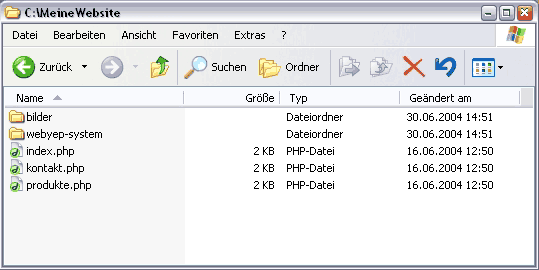 C:\MeineWebsite
Datei Bearbeiten Ansicht Favoriten Extras ?
Zurück Suchen Ordner
Name Größe Typ Geändert am
bilder Dateiordner 30.06.2004 14:51
webyep-system Dateiordner 30.06.2004 14:51
index.php 2 KB PHP-Datei 16.06.2004 12:50
kontakt.php 2 KB PHP-Datei 16.06.2004 12:50
produkte.php 2 KB PHP-Datei 16.06.2004 12:50